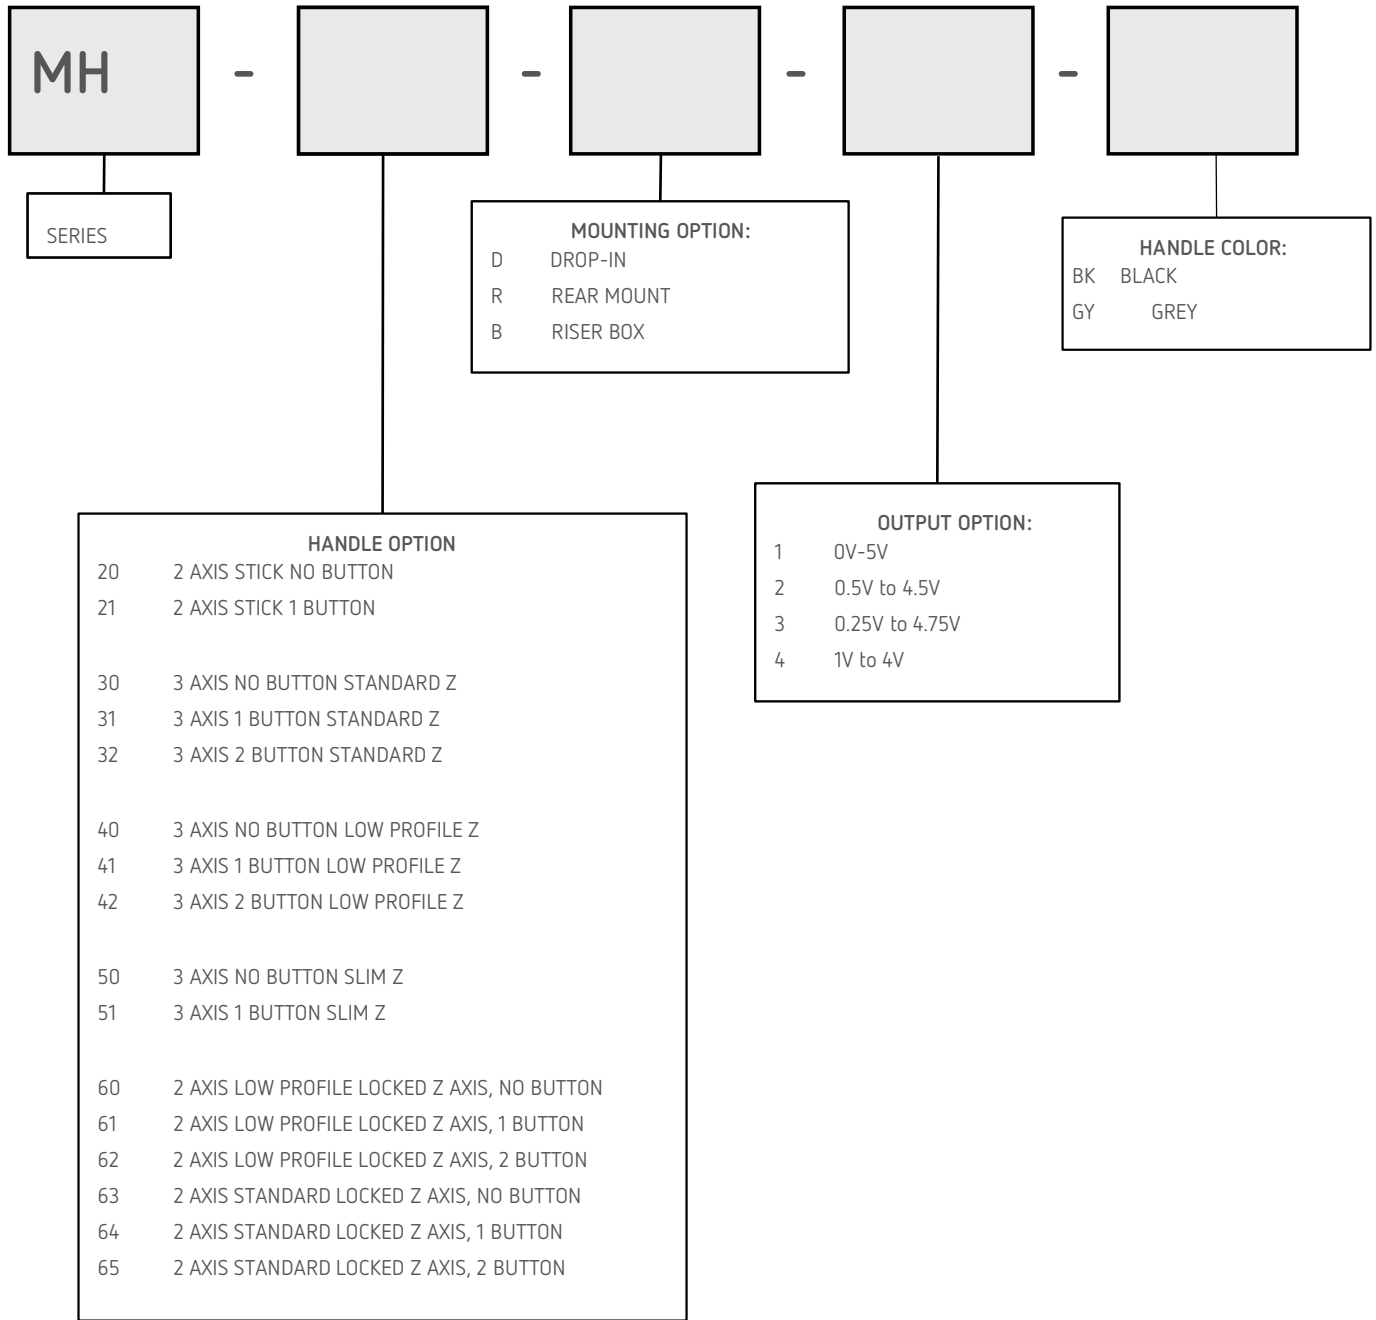 MH - - - -
SERIES
MOUNTING OPTION:
D DROP-IN
R REAR MOUNT
B RISER BOX
HANDLE COLOR:
BK BLACK
GY GREY
HANDLE OPTION
20 2 AXIS STICK NO BUTTON
21 2 AXIS STICK 1 BUTTON
30 3 AXIS NO BUTTON STANDARD Z
31 3 AXIS 1 BUTTON STANDARD Z
32 3 AXIS 2 BUTTON STANDARD Z
40 3 AXIS NO BUTTON LOW PROFILE Z
41 3 AXIS 1 BUTTON LOW PROFILE Z
42 3 AXIS 2 BUTTON LOW PROFILE Z
50 3 AXIS NO BUTTON SLIM Z
51 3 AXIS 1 BUTTON SLIM Z
60 2 AXIS LOW PROFILE LOCKED Z AXIS, NO BUTTON
61 2 AXIS LOW PROFILE LOCKED Z AXIS, 1 BUTTON
62 2 AXIS LOW PROFILE LOCKED Z AXIS, 2 BUTTON
63 2 AXIS STANDARD LOCKED Z AXIS, NO BUTTON
64 2 AXIS STANDARD LOCKED Z AXIS, 1 BUTTON
65 2 AXIS STANDARD LOCKED Z AXIS, 2 BUTTON
OUTPUT OPTION:
1 0V-5V
2 0.5V to 4.5V
3 0.25V to 4.75V
4 1V to 4V